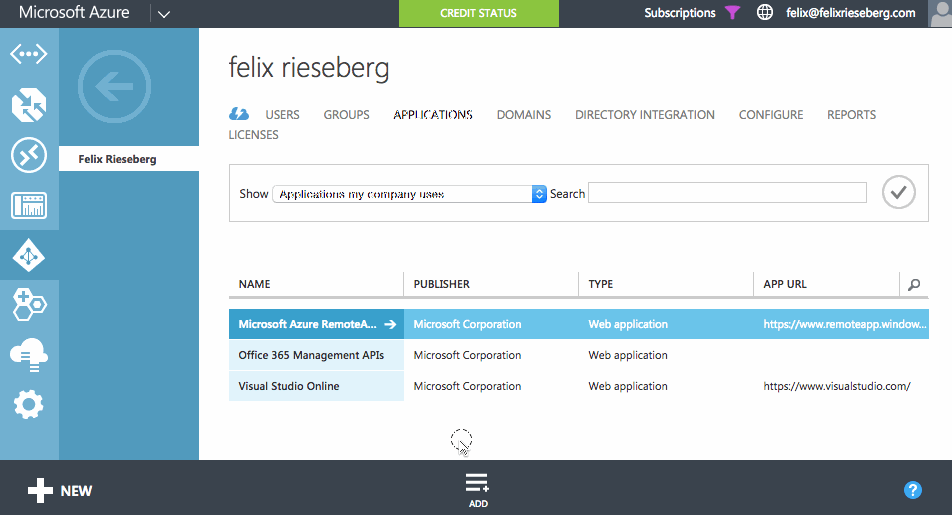 Microsoft Azure CREDIT STATUS Subscriptions felix@felixrieseberg.com
felix rieseberg
USERS GROUPS APPLICATIONS DOMAINS DIRECTORY INTEGRATION CONFIGURE REPORTS
LICENSES
Felix Rieseberg
Show Applications my company uses Search
NAME PUBLISHER TYPE APP URL
Microsoft Azure RemoteA... Microsoft Corporation Web application https://www.remoteapp.window...
Office 365 Management APIs Microsoft Corporation Web application
Visual Studio Online Microsoft Corporation Web application https://www.visualstudio.com/
NEW
ADD
?